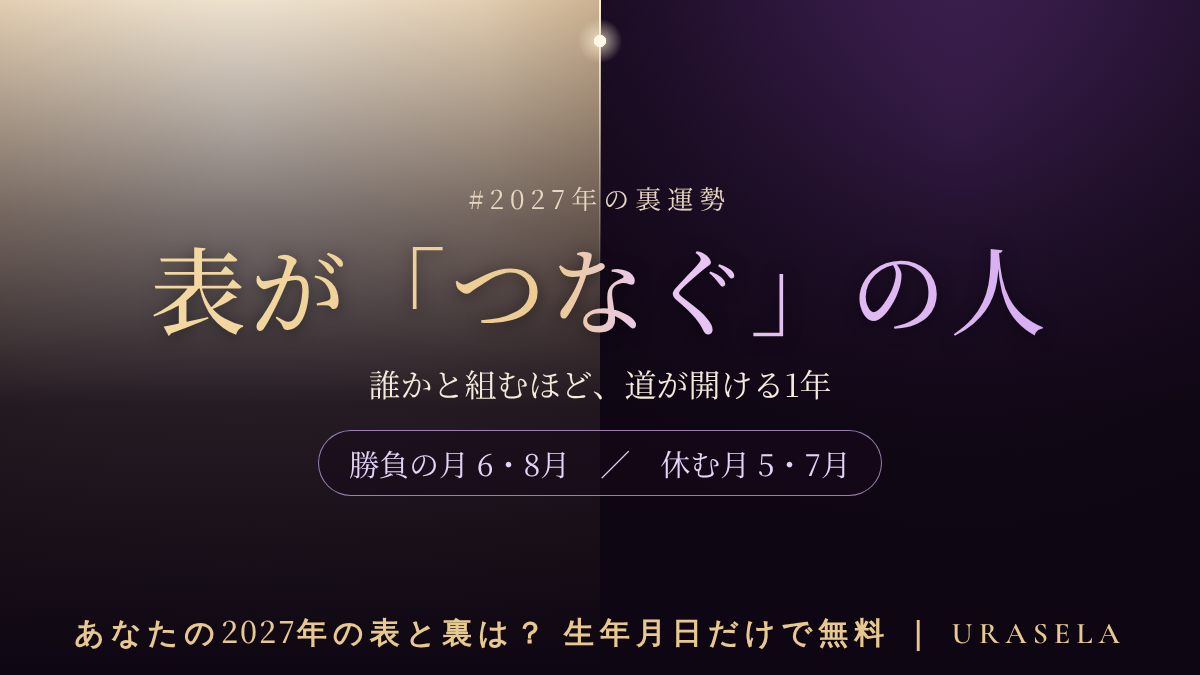 #2027年の裏運勢
表が「つなぐ」の人
誰かと組むほど、道が開ける1年
勝負の月 6・8月　／　休む月 5・7月
あなたの2027年の表と裏は？ 生年月日だけで無料 ｜ URASELA